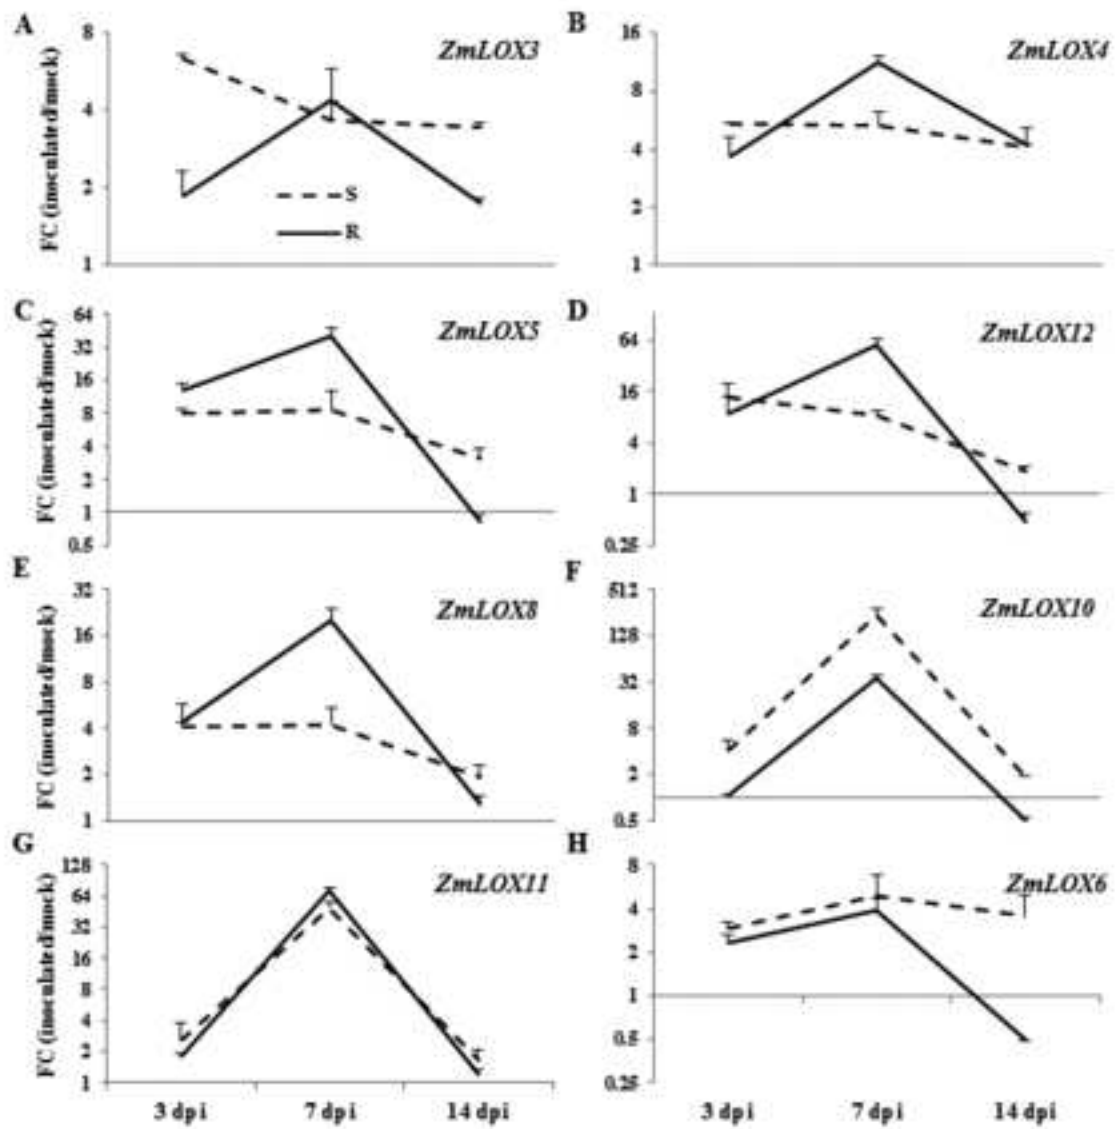 A
ZmLOX3
FC (inoculated/mock)
8
4
2
1
S
R
B
ZmLOX4
16
8
4
2
1
C
ZmLOX5
FC (inoculated/mock)
64
32
16
8
4
2
1
0.5
D
ZmLOX12
64
16
4
1
0.25
E
ZmLOX8
FC (inoculated/mock)
32
16
8
4
2
1
F
ZmLOX10
512
128
32
8
2
0.5
G
ZmLOX11
FC (inoculated/mock)
128
64
32
16
8
4
2
1
3 dpi 7 dpi 14 dpi
H
ZmLOX6
8
4
2
1
0.5
0.25
3 dpi 7 dpi 14 dpi